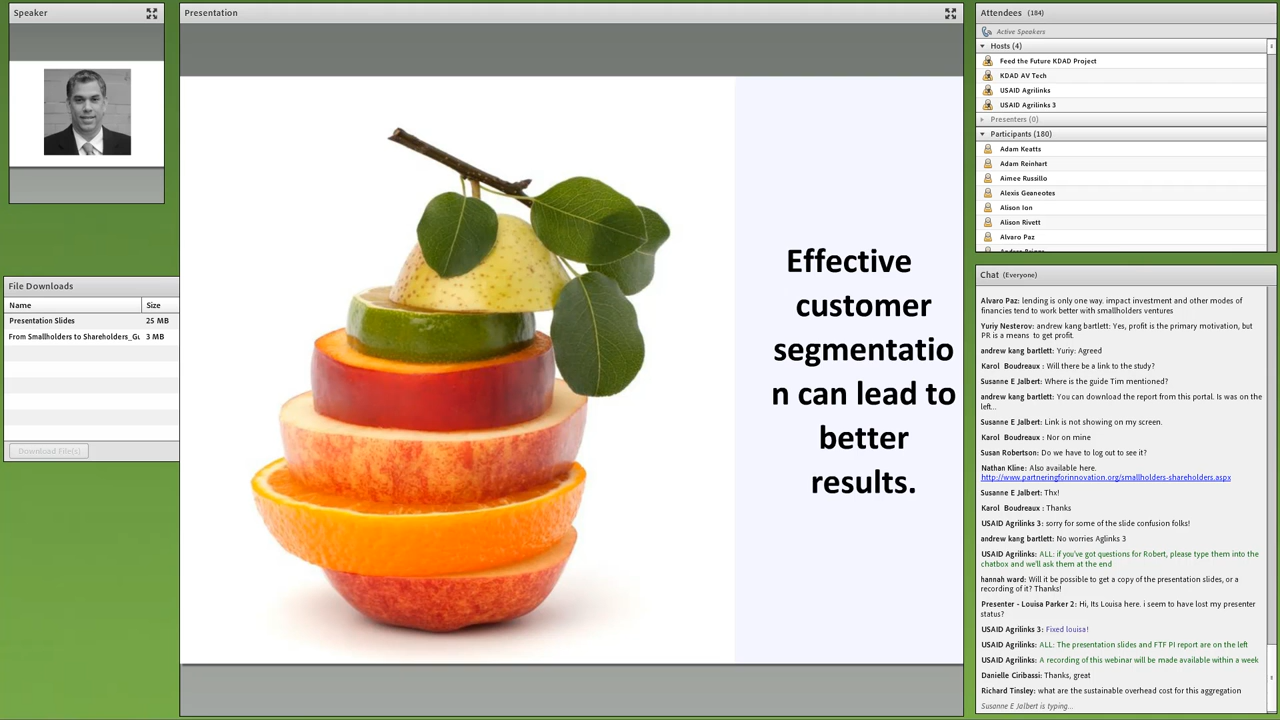 Speaker
Presentation
Attendees (184)
Active Speakers
Hosts (4)
Feed the Future KDAD Project
KDAD AV Tech
USAID Agrilinks
USAID Agrilinks 3
Presenters (0)
Participants (180)
Adam Keatts
Adam Reinhart
Aimee Russillo
Alexis Geaneotes
Alison Ion
Alison Rivett
Alvaro Paz
File Downloads
Name Size
Presentation Slides 25 MB
From Smallholders to Shareholders_Gu 3 MB
Download File(s)
Effective
customer
segmentatio
n can lead to
better
results.
Chat (Everyone)
Alvaro Paz: lending is only one way. impact investment and other modes of
financies tend to work better with smallholders ventures
Yuriy Nesterov: andrew kang bartlett: Yes, profit is the primary motivation, but
PR is a means to get profit.
andrew kang bartlett: Yuriy: Agreed
Karol Boudreaux : Will there be a link to the study?
Susanne E Jalbert: Where is the guide Tim mentioned?
andrew kang bartlett: You can download the report from this portal. Is was on the
left...
Susanne E Jalbert: Link is not showing on my screen.
Karol Boudreaux : Nor on mine
Susan Robertson: Do we have to log out to see it?
Nathan Kline: Also available here.
http://www.partneringforinnovation.org/smallholders-shareholders.aspx
Susanne E Jalbert: Thx!
Karol Boudreaux : Thanks
USAID Agrilinks 3: sorry for some of the slide confusion folks!
andrew kang bartlett: No worries Aglinks 3
USAID Agrilinks: ALL: if you've got questions for Robert, please type them into the
chatbox and we'll ask them at the end
hannah ward: Will it be possible to get a copy of the presentation slides, or a
recording of it? Thanks!
Presenter - Louisa Parker 2: Hi, Its Louisa here. i seem to have lost my presenter
status?
USAID Agrilinks 3: Fixed louisa!
USAID Agrilinks: ALL: The presentation slides and FTF PI report are on the left
USAID Agrilinks: A recording of this webinar will be made available within a week
Danielle Ciribassi: Thanks, great
Richard Tinsley: what are the sustainable overhead cost for this aggregation
Susanne E Jalbert is typing...